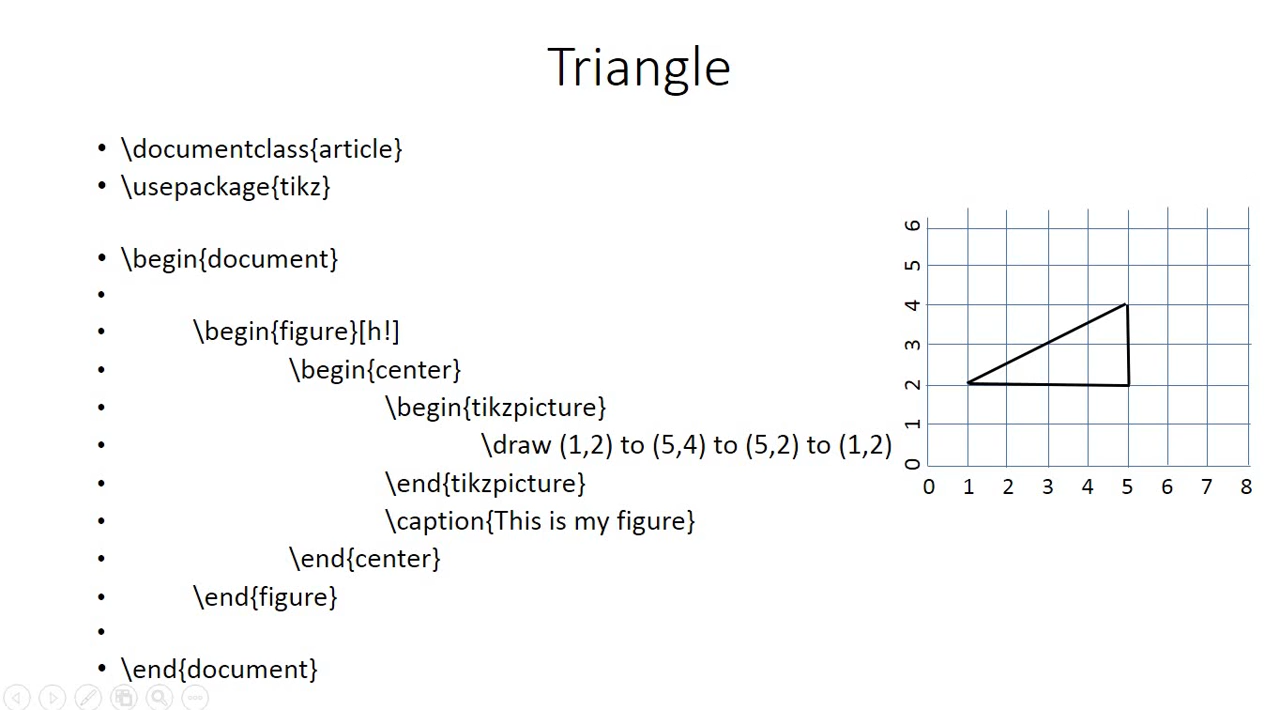 Triangle
• \documentclass{article}
• \usepackage{tikz}
• \begin{document}
•
• \begin{figure}[h!]
• \begin{center}
• \begin{tikzpicture}
• \draw (1,2) to (5,4) to (5,2) to (1,2)
• \end{tikzpicture}
• \caption{This is my figure}
• \end{center}
• \end{figure}
•
• \end{document}
6
5
4
3
2
1
0
0 1 2 3 4 5 6 7 8